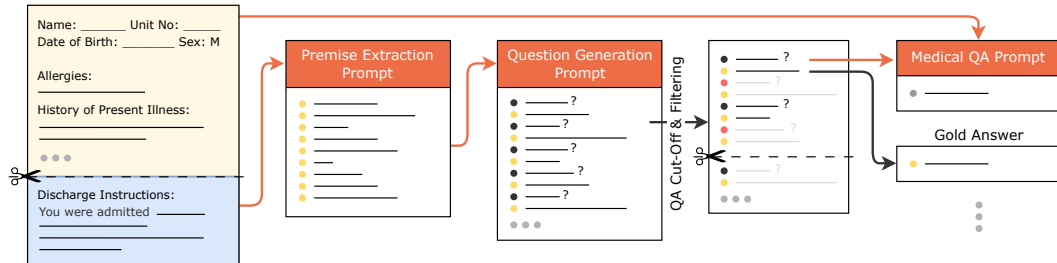 Name: _______ Unit No: _____
Date of Birth: ________ Sex: M
Allergies:
History of Present Illness:
Discharge Instructions:
You were admitted
Premise Extraction
Prompt
Question Generation
Prompt
?
?
?
?
?
QA Cut-Off & Filtering
?
?
?
?
?
?
Medical QA Prompt
Gold Answer